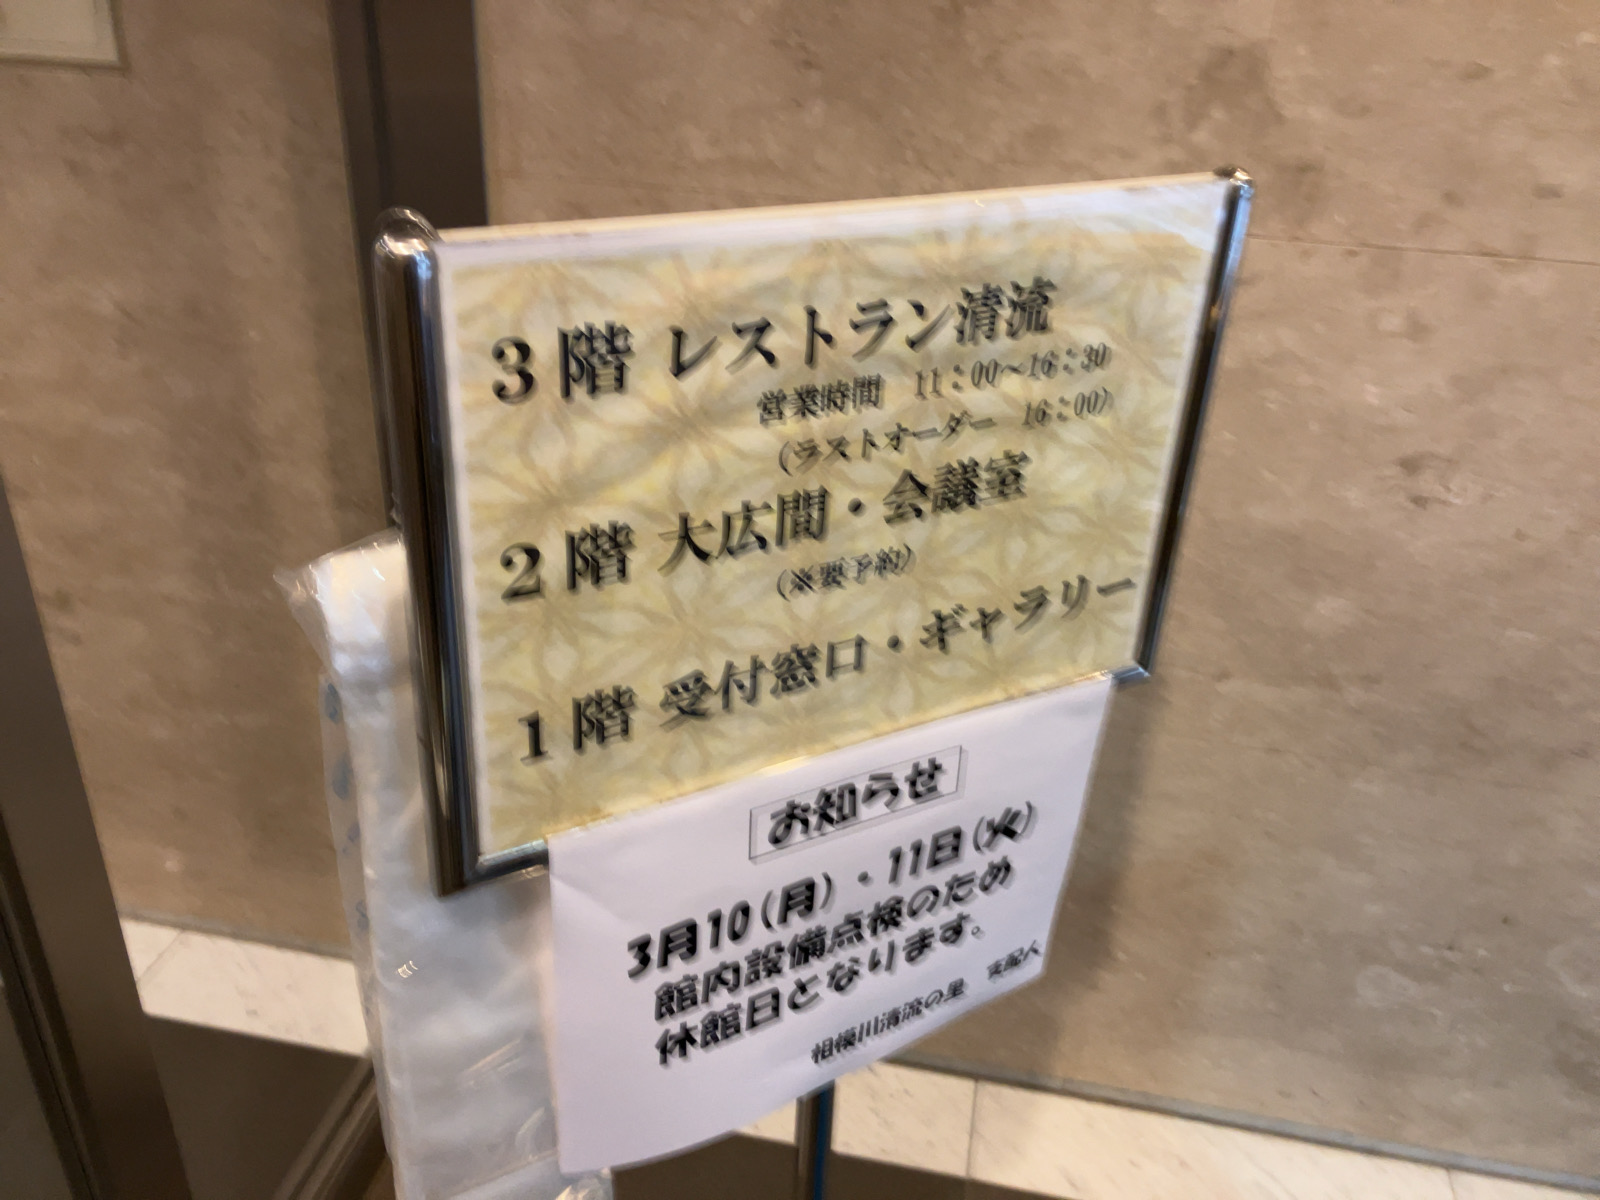 3階 レストラン清流
営業時間 11:00~16:30
(ラストオーダー 16:00)
2階 大広間・会議室
(※要予約)
1階 受付窓口・ギャラリー
お知らせ
3月10(月)・11日(火)
館内設備点検のため
休館日となります。
相模川清流の里 支配人